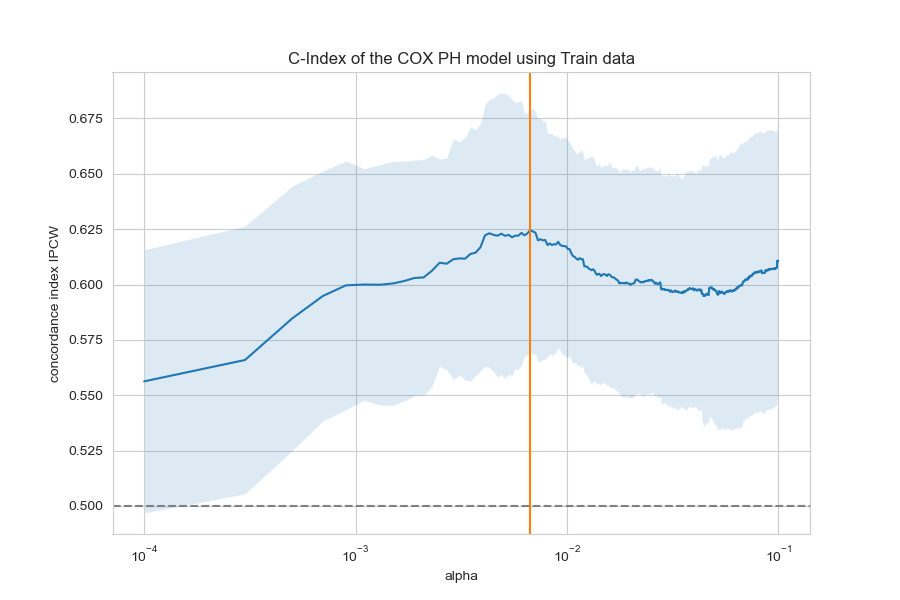 C-Index of the COX PH model using Train data
concordance index IPCW
0.675
0.650
0.625
0.600
0.575
0.550
0.525
0.500
10⁻⁴ 10⁻³ 10⁻² 10⁻¹
alpha